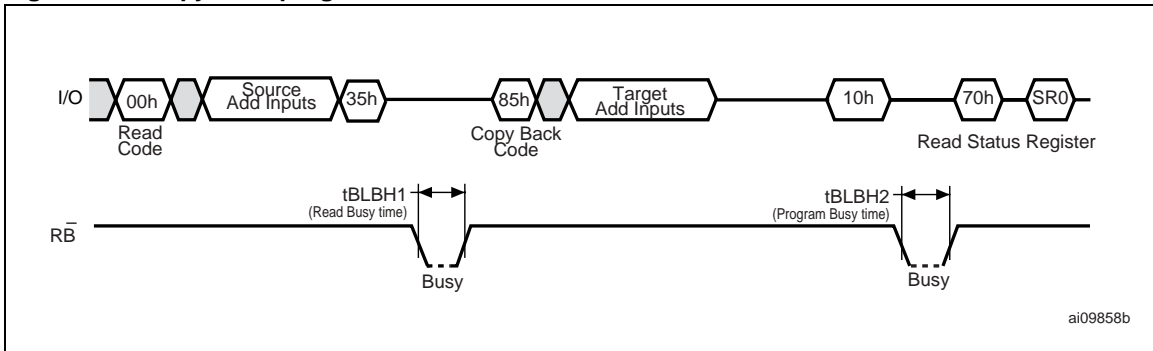 I/O
00h
Source
Add Inputs
35h
85h
Target
Add Inputs
10h
70h
SR0
Read
Code
Copy Back
Code
Read Status Register
tBLBH1
(Read Busy time)
tBLBH2
(Program Busy time)
RB̅
Busy
Busy
ai09858b